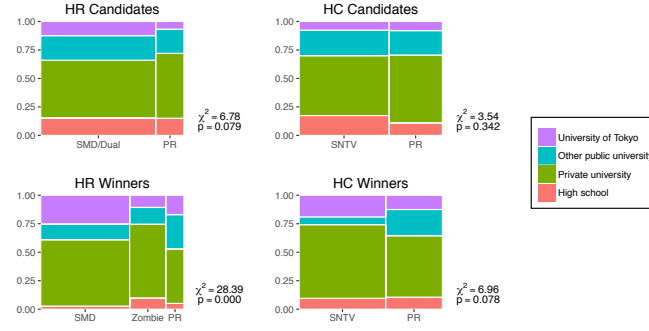 HR Candidates
1.00
0.75
0.50
0.25
0.00
SMD/Dual PR
χ² = 6.78
p = 0.079
HC Candidates
1.00
0.75
0.50
0.25
0.00
SNTV PR
χ² = 3.54
p = 0.342
University of Tokyo
Other public university
Private university
High school
HR Winners
1.00
0.75
0.50
0.25
0.00
SMD Zombie PR
χ² = 28.39
p = 0.000
HC Winners
1.00
0.75
0.50
0.25
0.00
SNTV PR
χ² = 6.96
p = 0.078